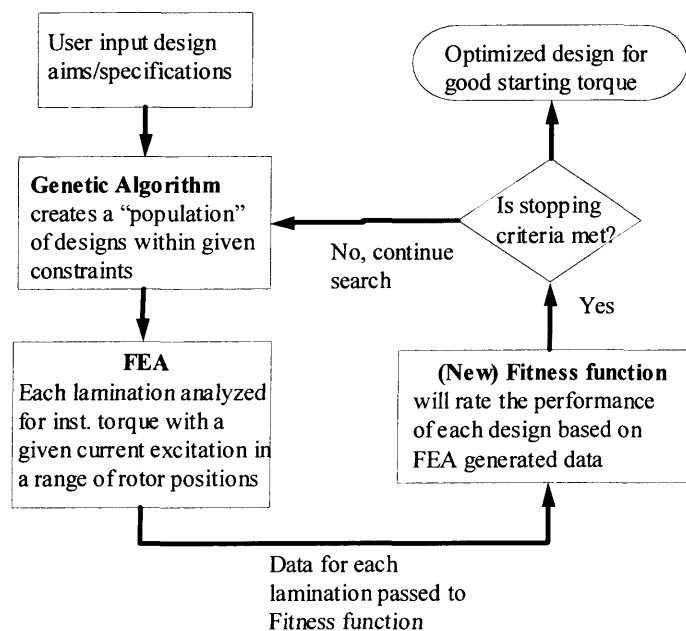 User input design
aims/specifications
Genetic Algorithm
creates a “population”
of designs within given
constraints
FEA
Each lamination analyzed
for inst. torque with a
given current excitation in
a range of rotor positions
Data for each
lamination passed to
Fitness function
(New) Fitness function
will rate the performance
of each design based on
FEA generated data
Yes
Is stopping
criteria met?
No, continue
search
Optimized design for
good starting torque